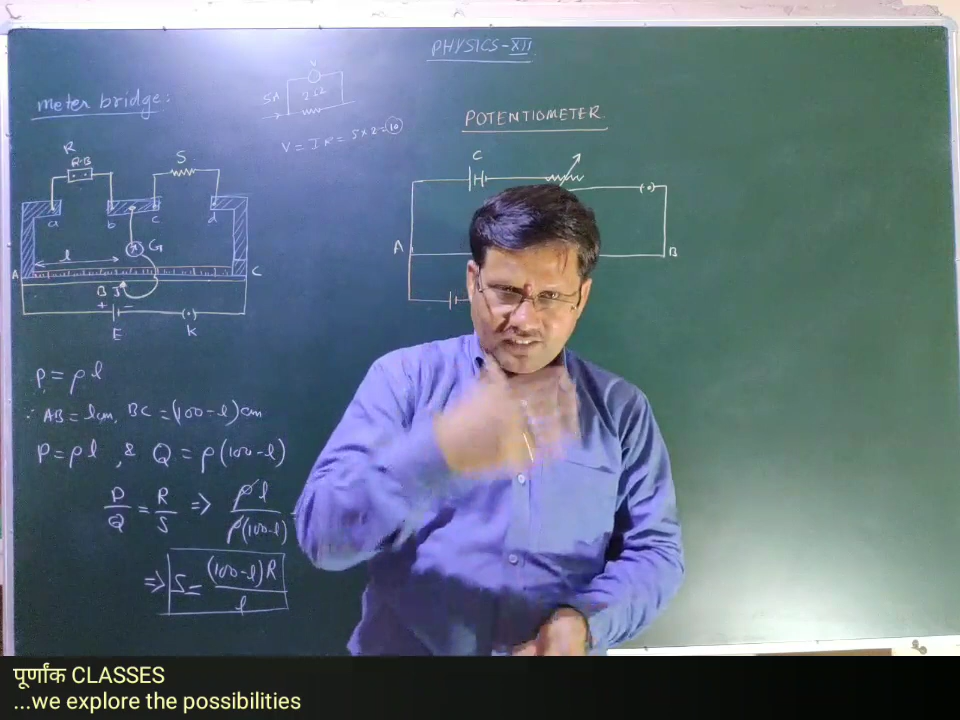 PHYSICS-XII
meter bridge:
V
5A
2Ω
V = IR = 5×2 = 10
POTENTIOMETER
R
R·B
S
a
b
c
d
G
l
A
C
B J
+ −
E
K
C
A
B
P = ρl
∵ AB = l cm, BC = (100-l) cm
P = ρl , & Q = ρ(100-l)
P/Q = R/S ⇒ ρl/ρ(100-l)
⇒ S = (100-l)R/l
पूर्णांक CLASSES
...we explore the possibilities